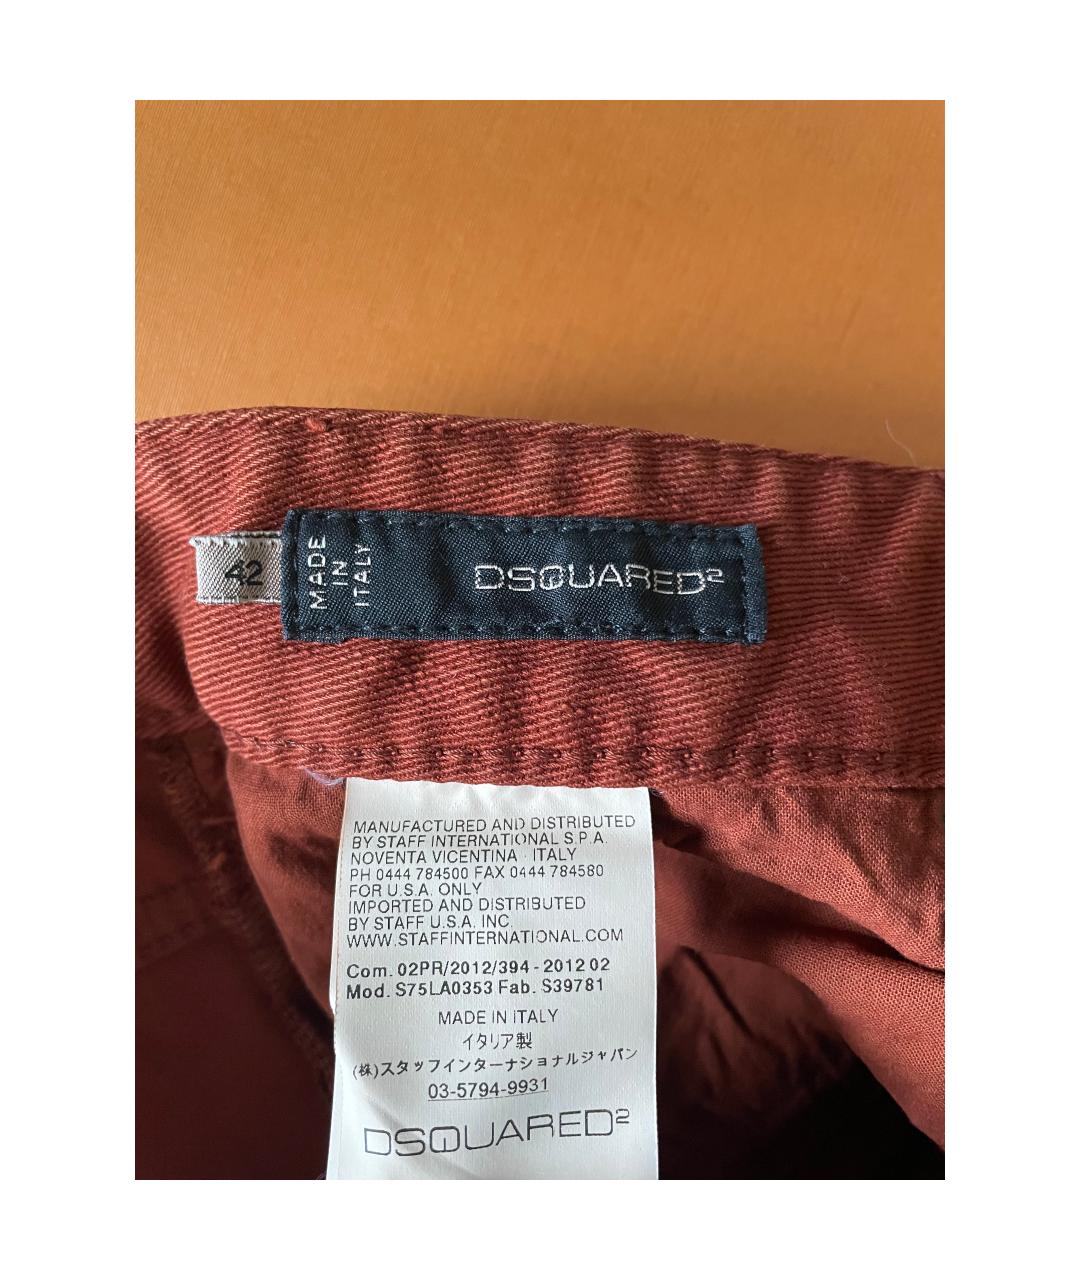 42
MADE
IN
ITALY
DSQUARED²
MANUFACTURED AND DISTRIBUTED
BY STAFF INTERNATIONAL S.P.A.
NOVENTA VICENTINA - ITALY
PH 0444 784500 FAX 0444 784580
FOR U.S.A. ONLY
IMPORTED AND DISTRIBUTED
BY STAFF U.S.A. INC.
WWW.STAFFINTERNATIONAL.COM
Com. 02PR/2012/394 - 2012 02
Mod. S75LA0353 Fab. S39781
MADE IN ITALY
イタリア製
(株)スタッフインターナショナルジャパン
03-5794-9931
DSQUARED²